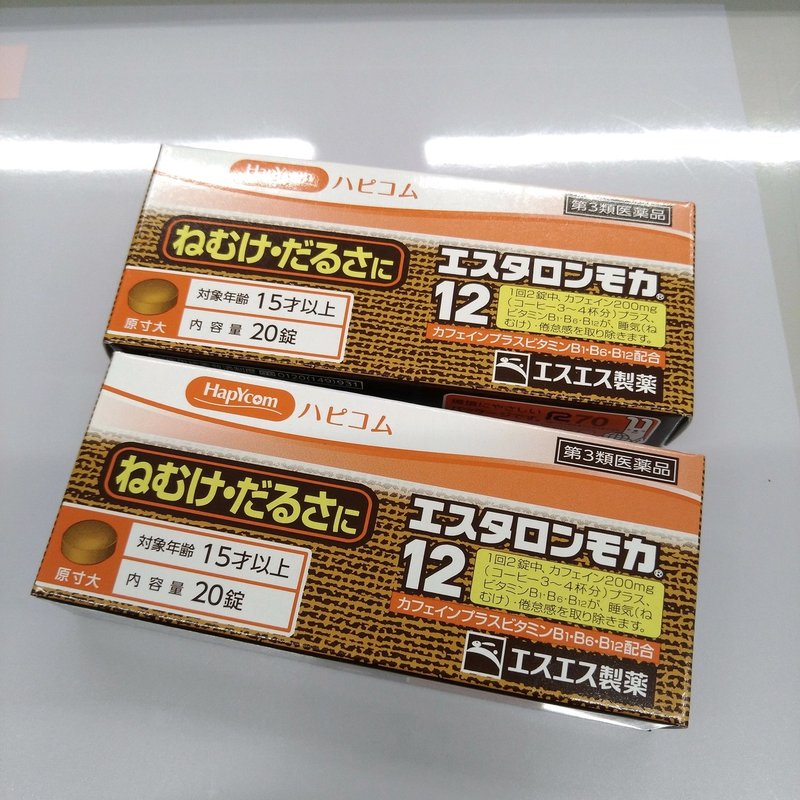 HapYcom ハピコム
第3類医薬品
ねむけ・だるさに
エスタロンモカ®
12
1回2錠中、カフェイン200mg
(コーヒー3〜4杯分)プラス、
ビタミンB1・B6・B12が、睡気(ね
むけ)・倦怠感を取り除きます。
対象年齢 15才以上
内容量 20錠
原寸大
カフェインプラスビタミンB1・B6・B12配合
エスエス製薬
0120(149)931
環境にやさしい
R70
HapYcom ハピコム
第3類医薬品
ねむけ・だるさに
エスタロンモカ®
12
1回2錠中、カフェイン200mg
(コーヒー3〜4杯分)プラス、
ビタミンB1・B6・B12が、睡気(ね
むけ)・倦怠感を取り除きます。
対象年齢 15才以上
内容量 20錠
原寸大
カフェインプラスビタミンB1・B6・B12配合
エスエス製薬